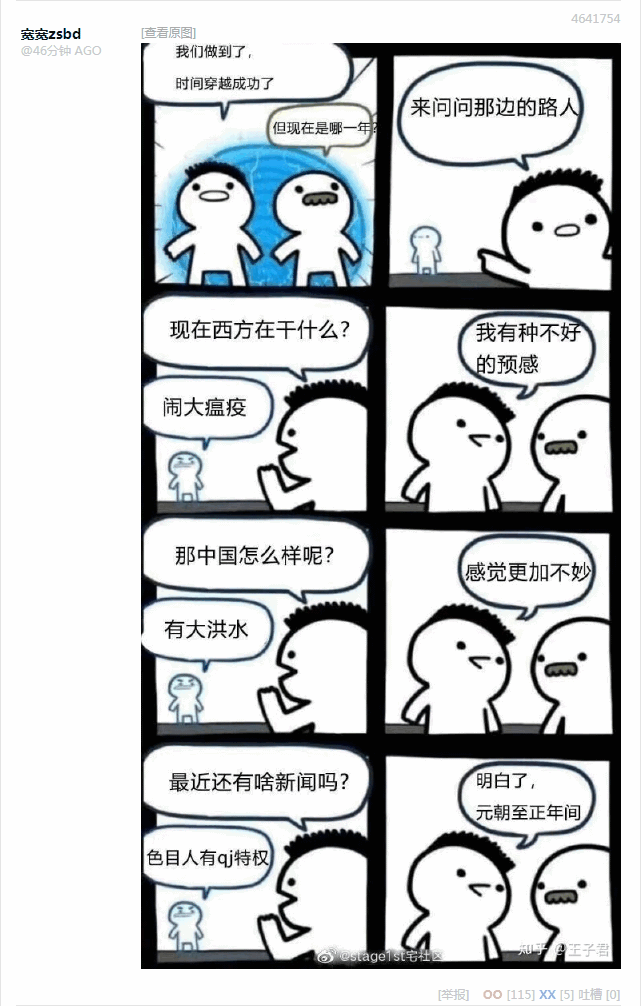 4641754
宽宽zsbd
[查看原图]
@46分钟 AGO
我们做到了,
时间穿越成功了
但现在是哪一年?
来问问那边的路人
现在西方在干什么?
闹大瘟疫
我有种不好
的预感
那中国怎么样呢?
有大洪水
感觉更加不妙
最近还有啥新闻吗?
色目人有qj特权
明白了,
元朝至正年间
@stage1st宅社区
知乎 @王子君
[举报] OO [115] XX [5] 吐槽 [0]